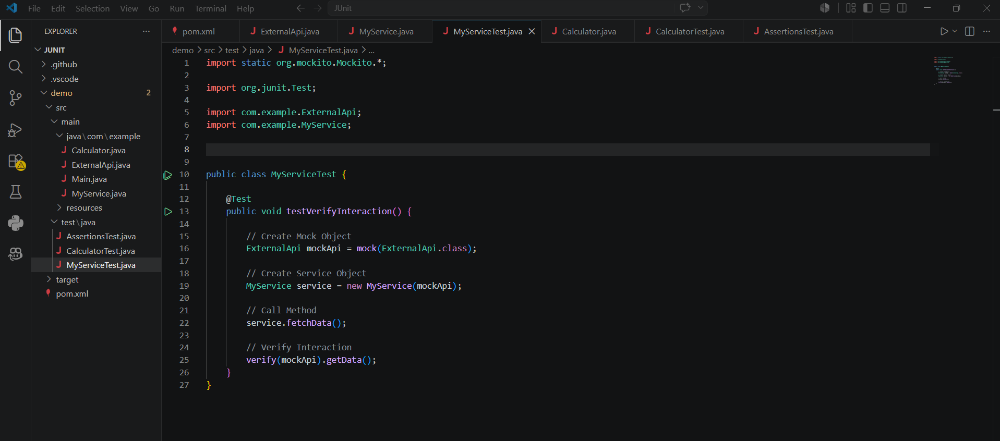 File Edit Selection View Go Run Terminal Help JUnit
EXPLORER ...
JUNIT
.github
.vscode
demo 2
src
main
java\com\example
Calculator.java
ExternalApi.java
Main.java
MyService.java
resources
test\java
AssertionsTest.java
CalculatorTest.java
MyServiceTest.java
target
pom.xml
pom.xml ExternalApi.java MyService.java MyServiceTest.java Calculator.java CalculatorTest.java AssertionsTest.java
demo > src > test > java > MyServiceTest.java > ...
1 import static org.mockito.Mockito.*;
2
3 import org.junit.Test;
4
5 import com.example.ExternalApi;
6 import com.example.MyService;
7
8
9
10 public class MyServiceTest {
11
12 @Test
13 public void testVerifyInteraction() {
14
15 // Create Mock Object
16 ExternalApi mockApi = mock(ExternalApi.class);
17
18 // Create Service Object
19 MyService service = new MyService(mockApi);
20
21 // Call Method
22 service.fetchData();
23
24 // Verify Interaction
25 verify(mockApi).getData();
26 }
27 }